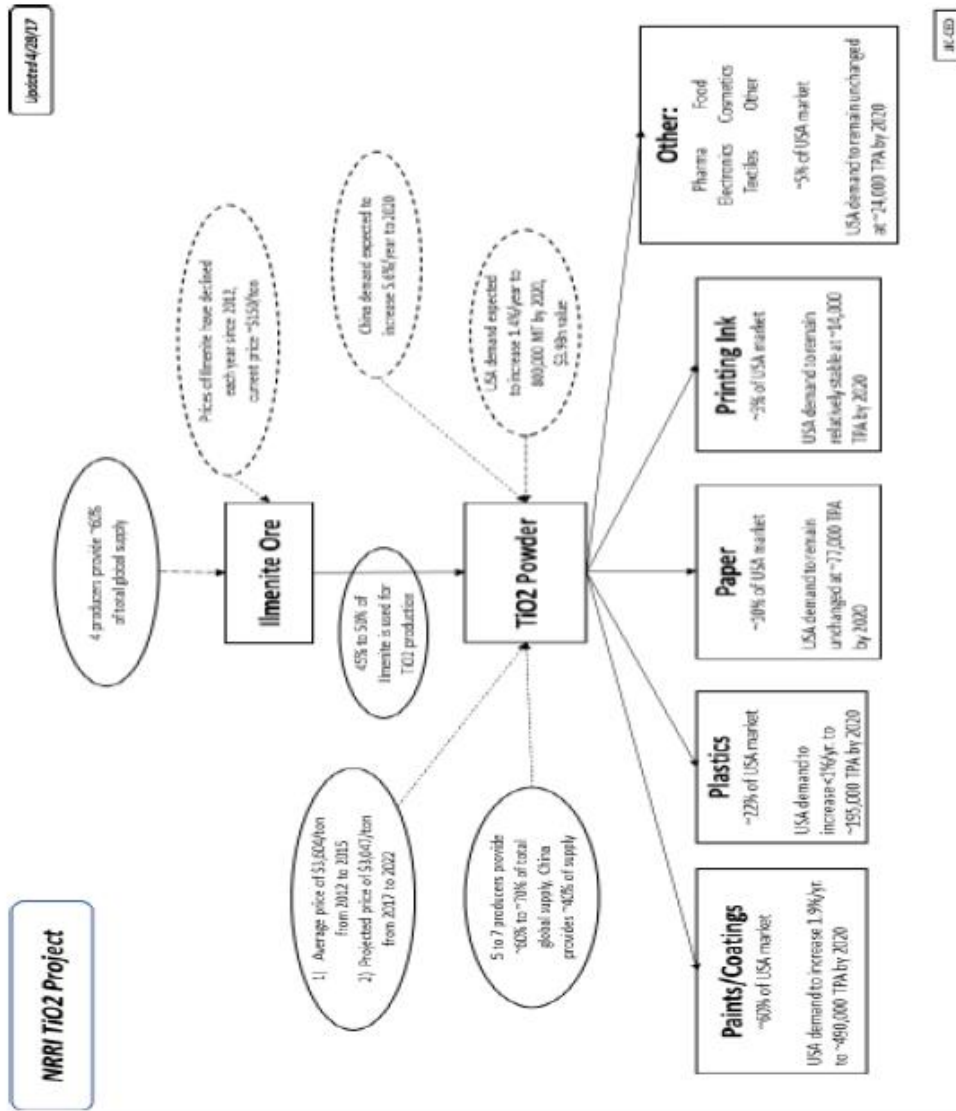 NRRI TiO2 Project
Updated 4/28/17
4 producers provide ~60%
of total global supply
Prices of Ilmenite have declined
each year since 2012,
current price ~$150/ton
Ilmenite Ore
45% to 50% of
Ilmenite is used for
TiO2 production
China demand expected to
increase 5.6%/year to 2020
1) Average price of $3,604/ton
from 2012 to 2015
2) Projected price of $3,047/ton
from 2017 to 2022
TiO2 Powder
USA demand expected
to increase 1.4%/year to
800,000 MT by 2020,
value
5 to 7 producers provide
~60% to ~70% of total
global supply, China
provides ~40% of supply
Paints/Coatings
~60% of USA market
USA demand to increase 1.9%/yr.
to ~490,000 TPA by 2020
Plastics
~22% of USA market
USA demand to
increase <1%/yr. to
~195,000 TPA by 2020
Paper
~10% of USA market
USA demand to remain
unchanged at ~77,000 TPA
by 2020
Printing Ink
~3% of USA market
USA demand to remain
relatively stable at ~14,000
TPA by 2020
Other:
Pharma Food
Electronics Cosmetics
Textiles Other
~5% of USA market
USA demand to remain unchanged
at ~24,000 TPA by 2020